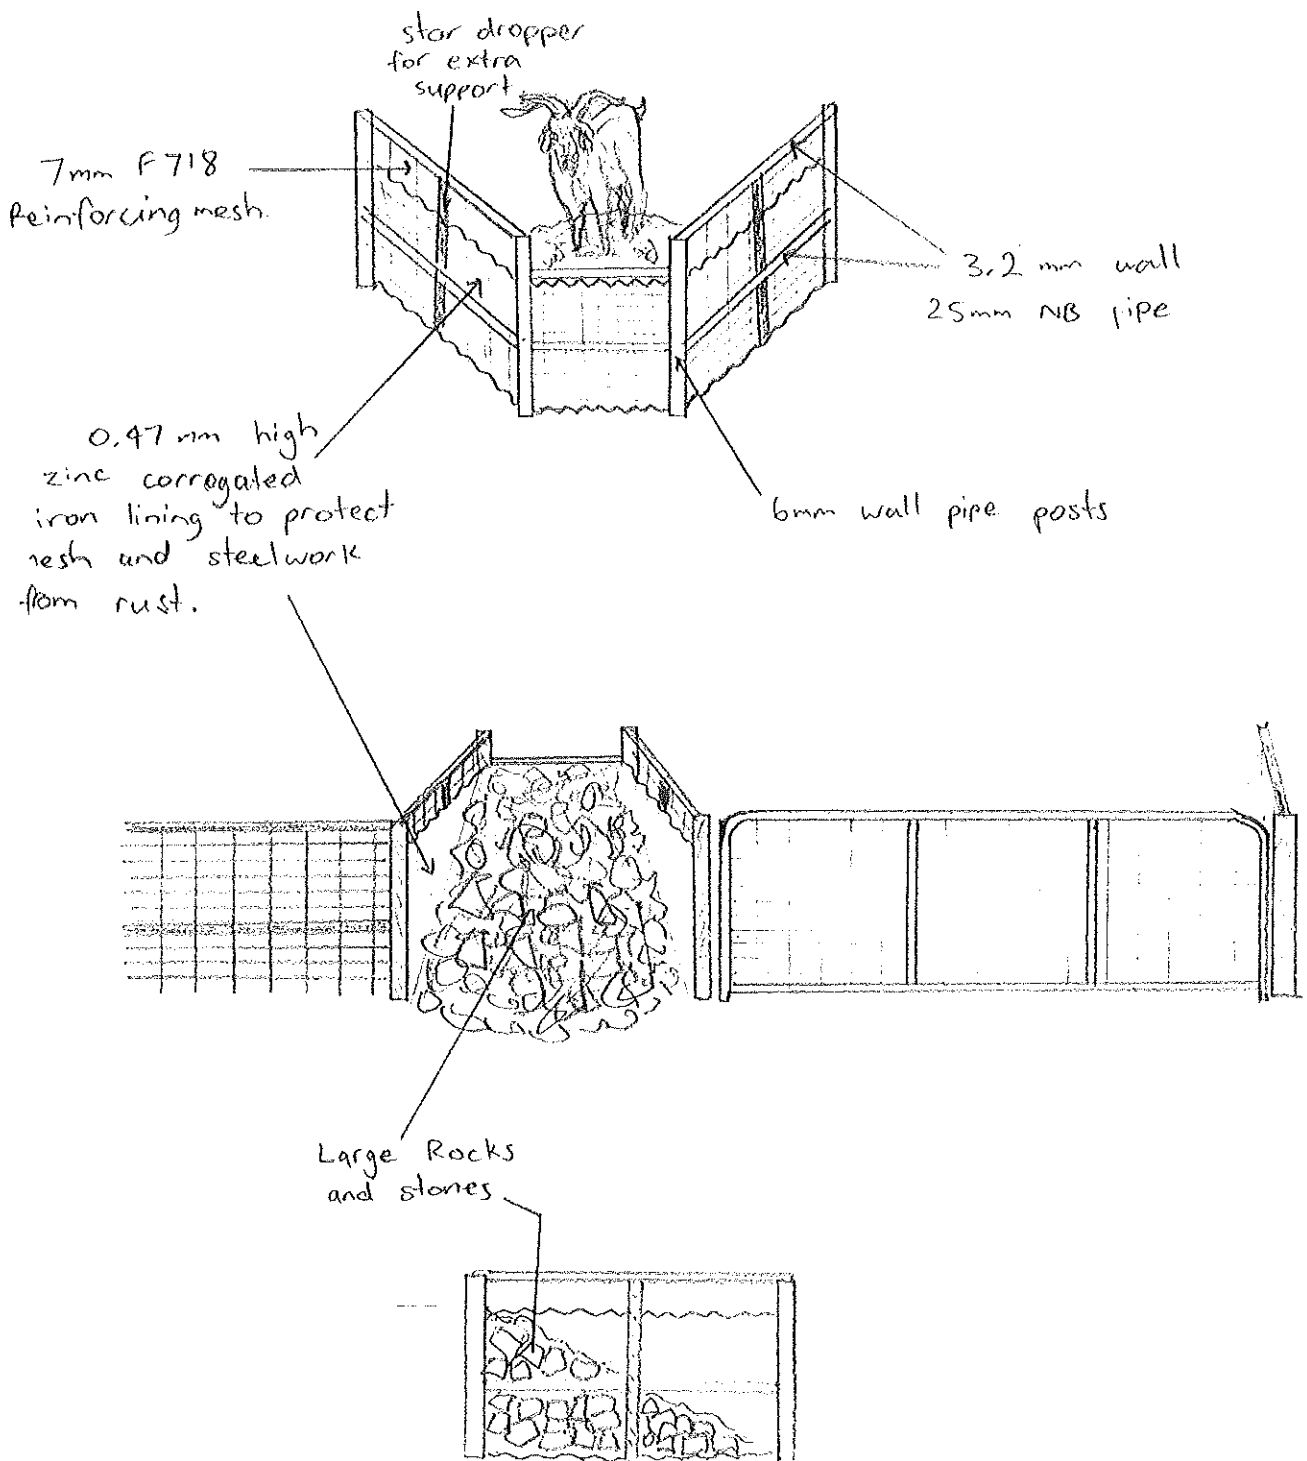 star dropper
for extra
support
7mm F718
Reinforcing mesh.
3.2 mm wall
25mm NB pipe
0.47 mm high
zinc corrogated
iron lining to protect
mesh and steelwork
from rust.
6mm wall pipe posts
Large Rocks
and stones